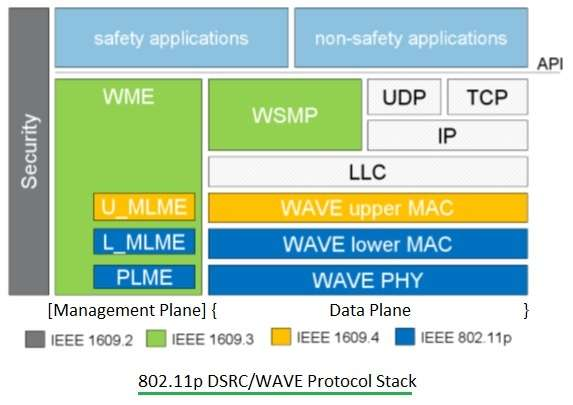 safety applications
non-safety applications
API
Security
WME
WSMP
UDP
TCP
IP
LLC
U_MLME
WAVE upper MAC
L_MLME
WAVE lower MAC
PLME
WAVE PHY
[Management Plane] { Data Plane }
IEEE 1609.2 IEEE 1609.3 IEEE 1609.4 IEEE 802.11p
802.11p DSRC/WAVE Protocol Stack